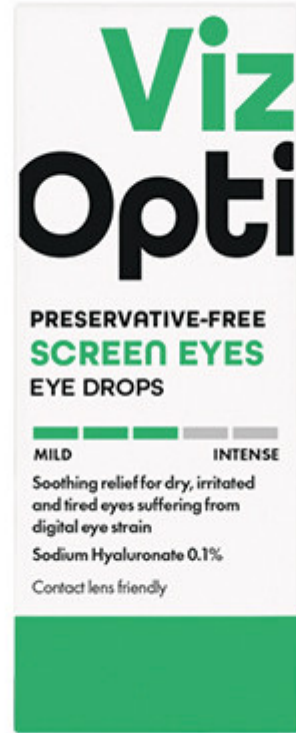 Viz
Opti
PRESERVATIVE-FREE
SCREEN EYES
EYE DROPS
MILD INTENSE
Soothing relief for dry, irritated
and tired eyes suffering from
digital eye strain
Sodium Hyaluronate 0.1%
Contact lens friendly